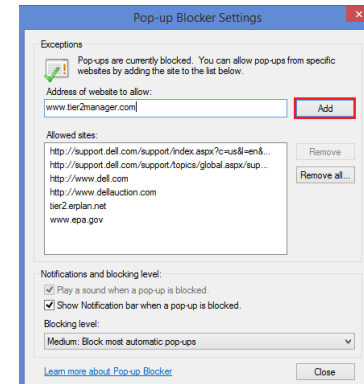 Pop-up Blocker Settings
x
Exceptions
Pop-ups are currently blocked. You can allow pop-ups from specific
websites by adding the site to the list below.
Address of website to allow:
www.tier2manager.com
Add
Allowed sites:
http://support.dell.com/support/index.aspx?c=us&l=en&...
Remove
http://support.dell.com/support/topics/global.aspx/sup...
Remove all...
http://www.dell.com
http://www.dellauction.com
tier2.erplan.net
www.epa.gov
Notifications and blocking level:
Play a sound when a pop-up is blocked.
Show Notification bar when a pop-up is blocked.
Blocking level:
Medium: Block most automatic pop-ups
Learn more about Pop-up Blocker
Close